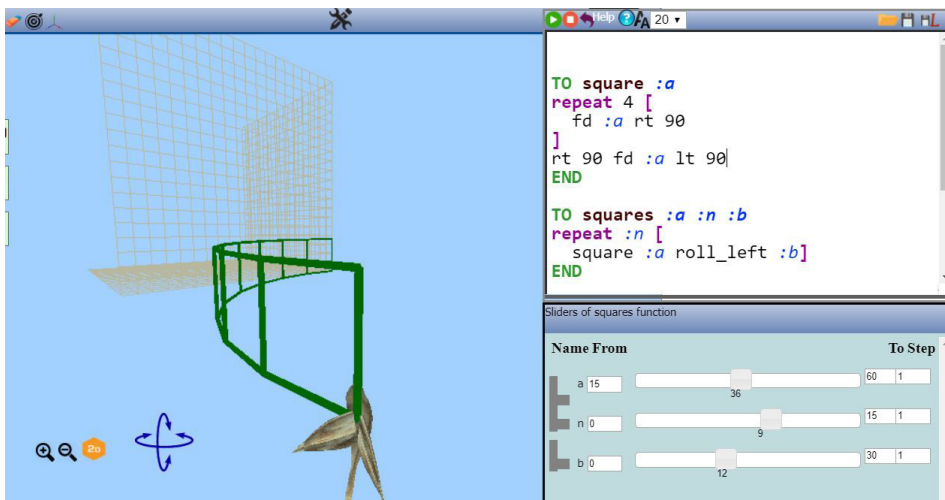 Help ? A 20
L
TO square :a
repeat 4 [
fd :a rt 90
]
rt 90 fd :a lt 90
END
TO squares :a :n :b
repeat :n [
square :a roll_left :b]
END
Sliders of squares function
Name From To Step
a 15 36 60 1
n 0 9 15 1
b 0 12 30 1